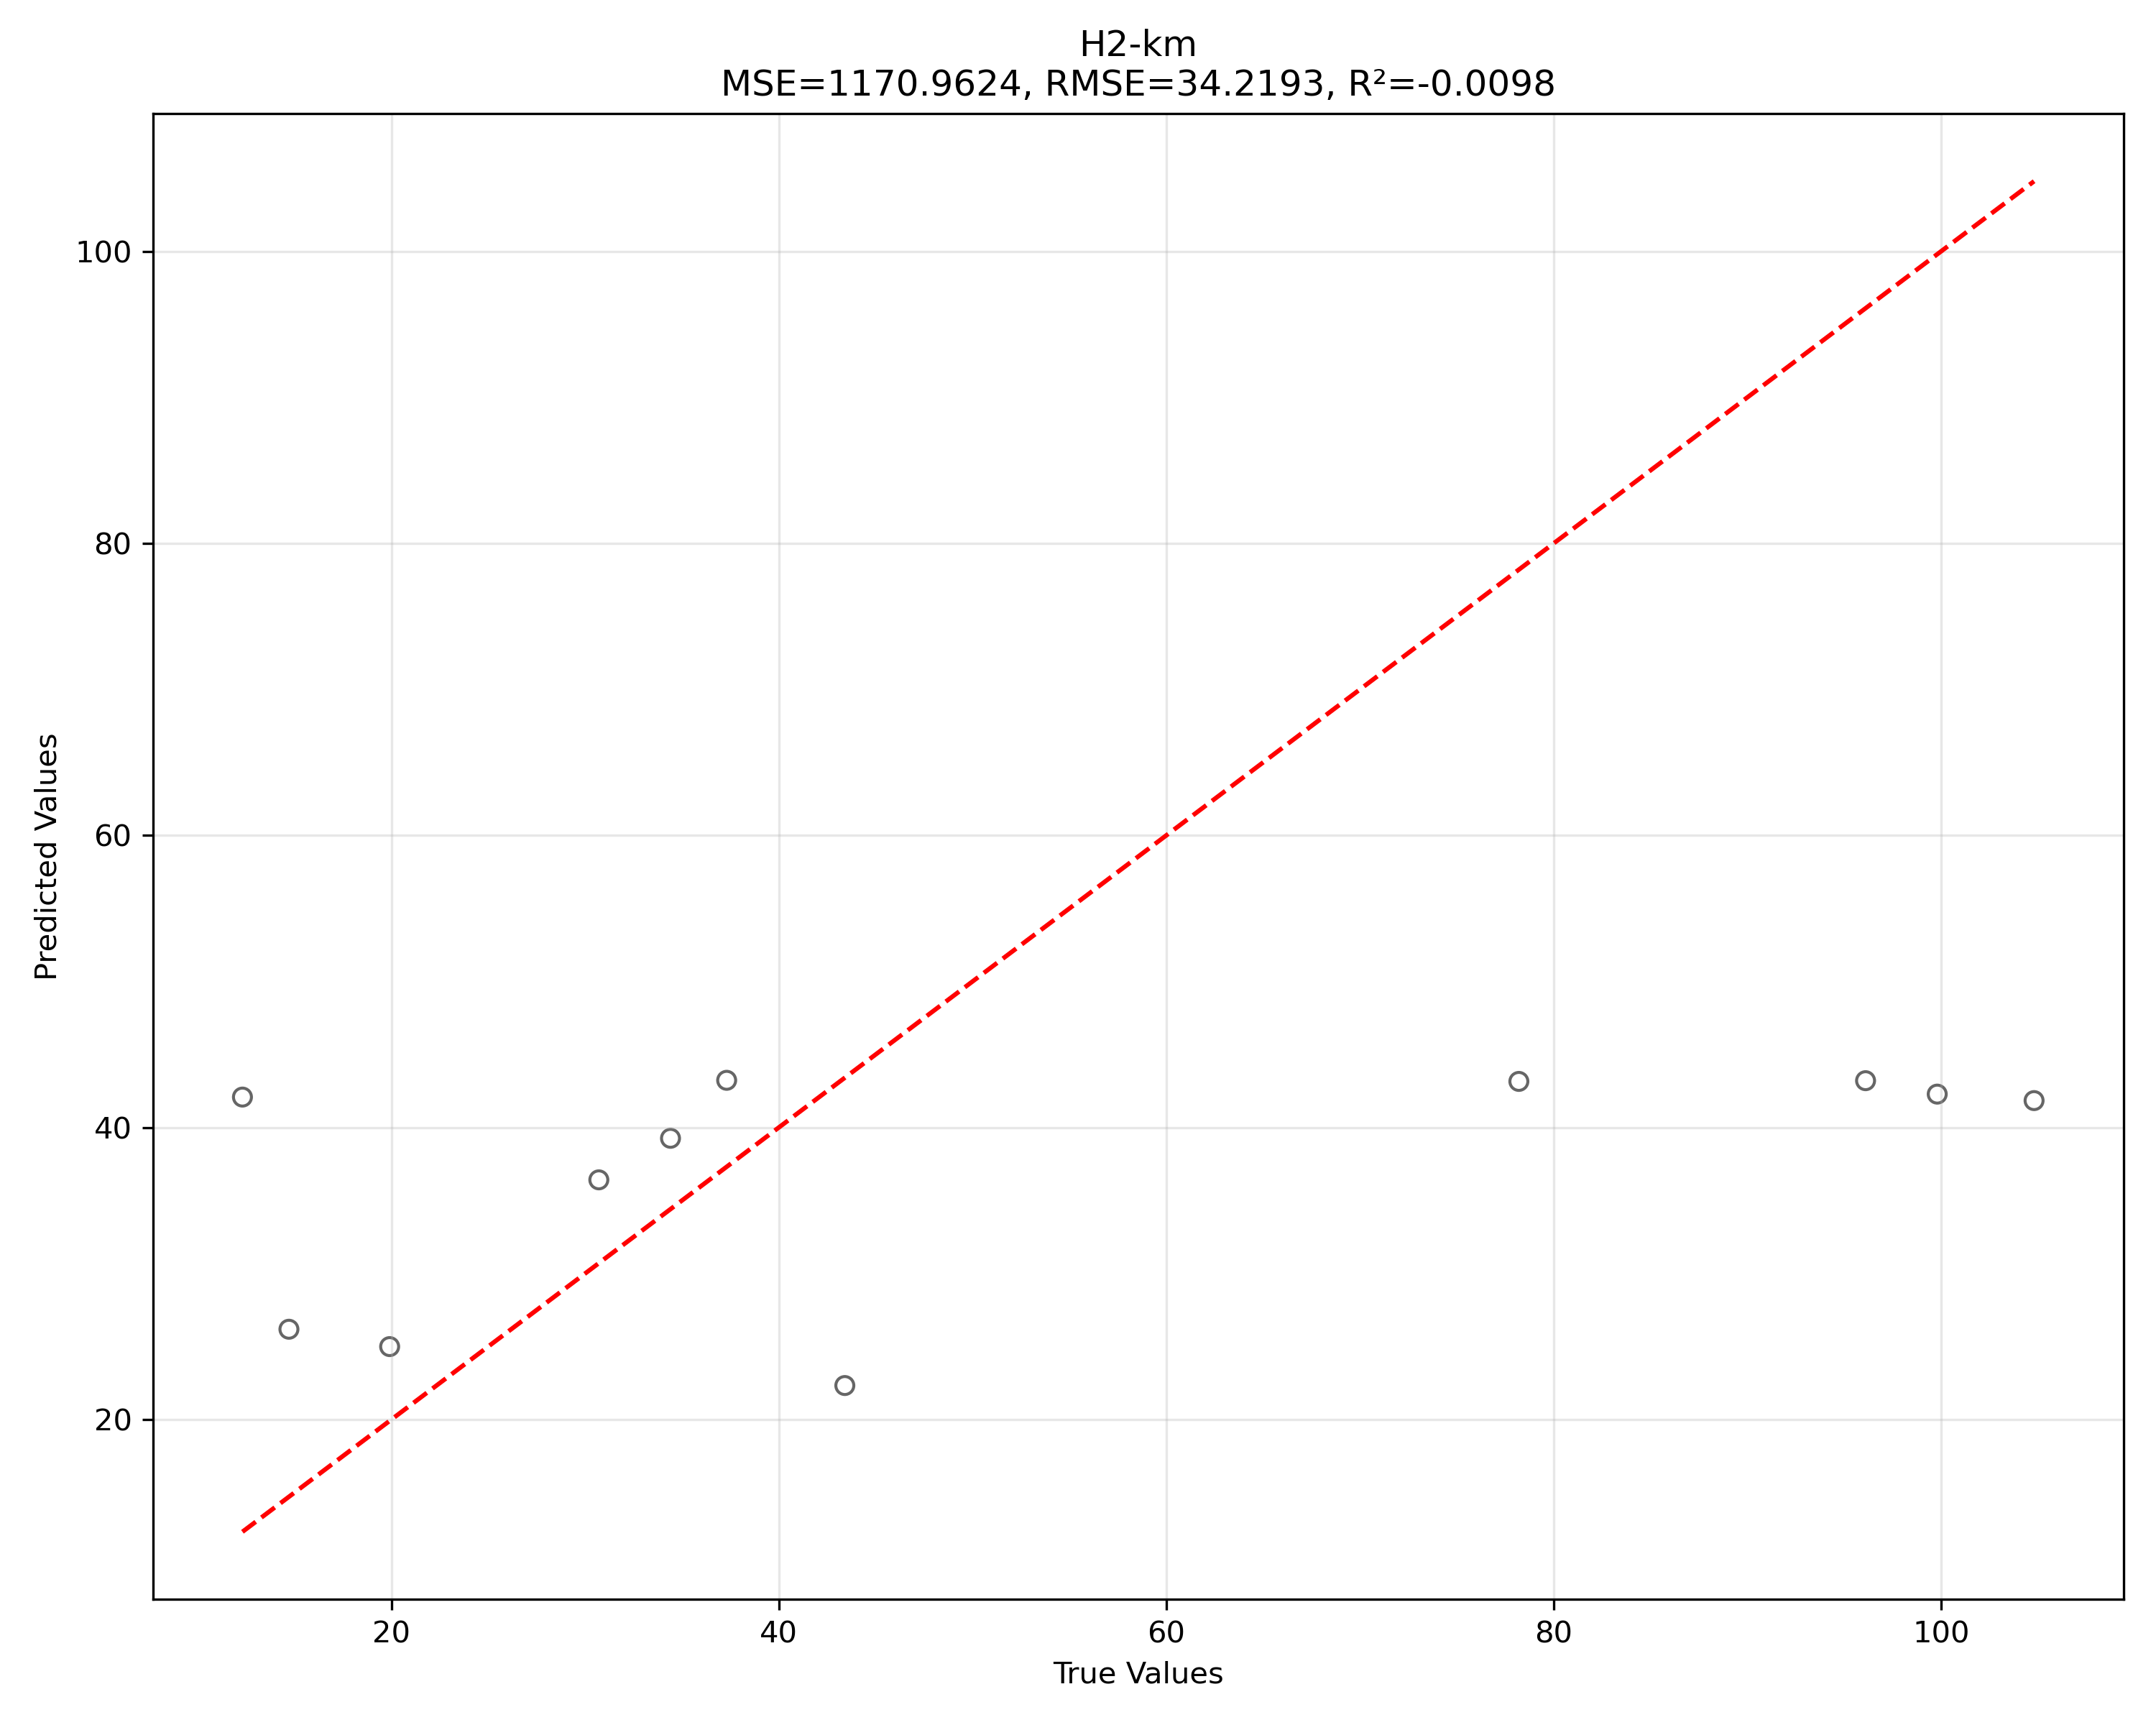 H2-km
MSE=1170.9624, RMSE=34.2193, R²=-0.0098
Predicted Values
100
80
60
40
20
20 40 60 80 100
True Values